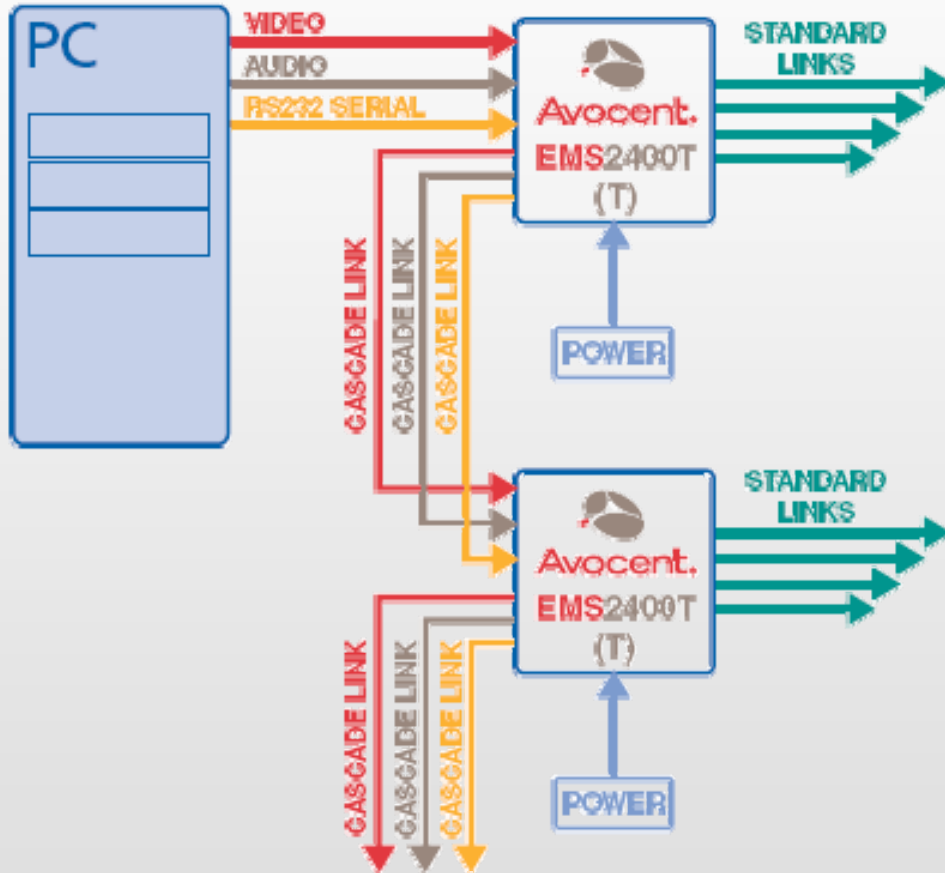 PC
VIDEO
AUDIO
RS232 SERIAL
Avocent.
EMS2400T
(T)
STANDARD
LINKS
POWER
CASCADE LINK
CASCADE LINK
CASCADE LINK
Avocent.
EMS2400T
(T)
STANDARD
LINKS
POWER
CASCADE LINK
CASCADE LINK
CASCADE LINK